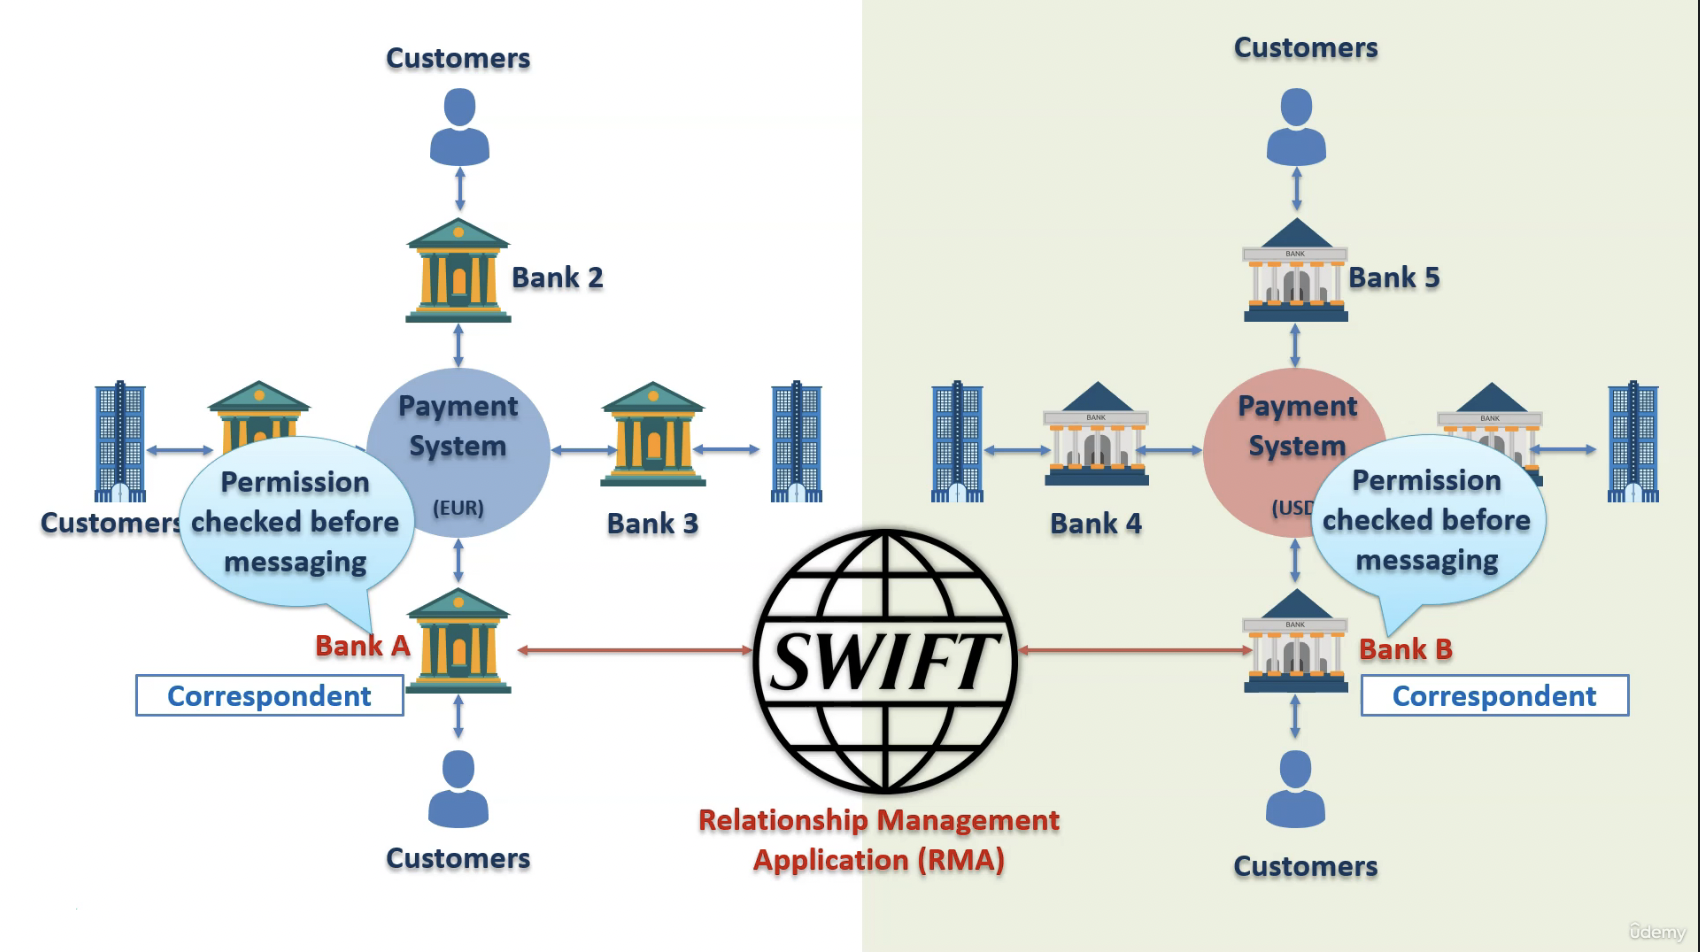 Customers
Customers
Bank 2
BANK
Bank 5
Payment
System
(EUR)
Payment
System
(USD
BANK
BANK
Customers
Permission
checked before
messaging
Bank 3
Bank 4
Permission
checked before
messaging
Bank A
Correspondent
SWIFT
BANK
Bank B
Correspondent
Relationship Management
Application (RMA)
Customers
Customers
ûdemy